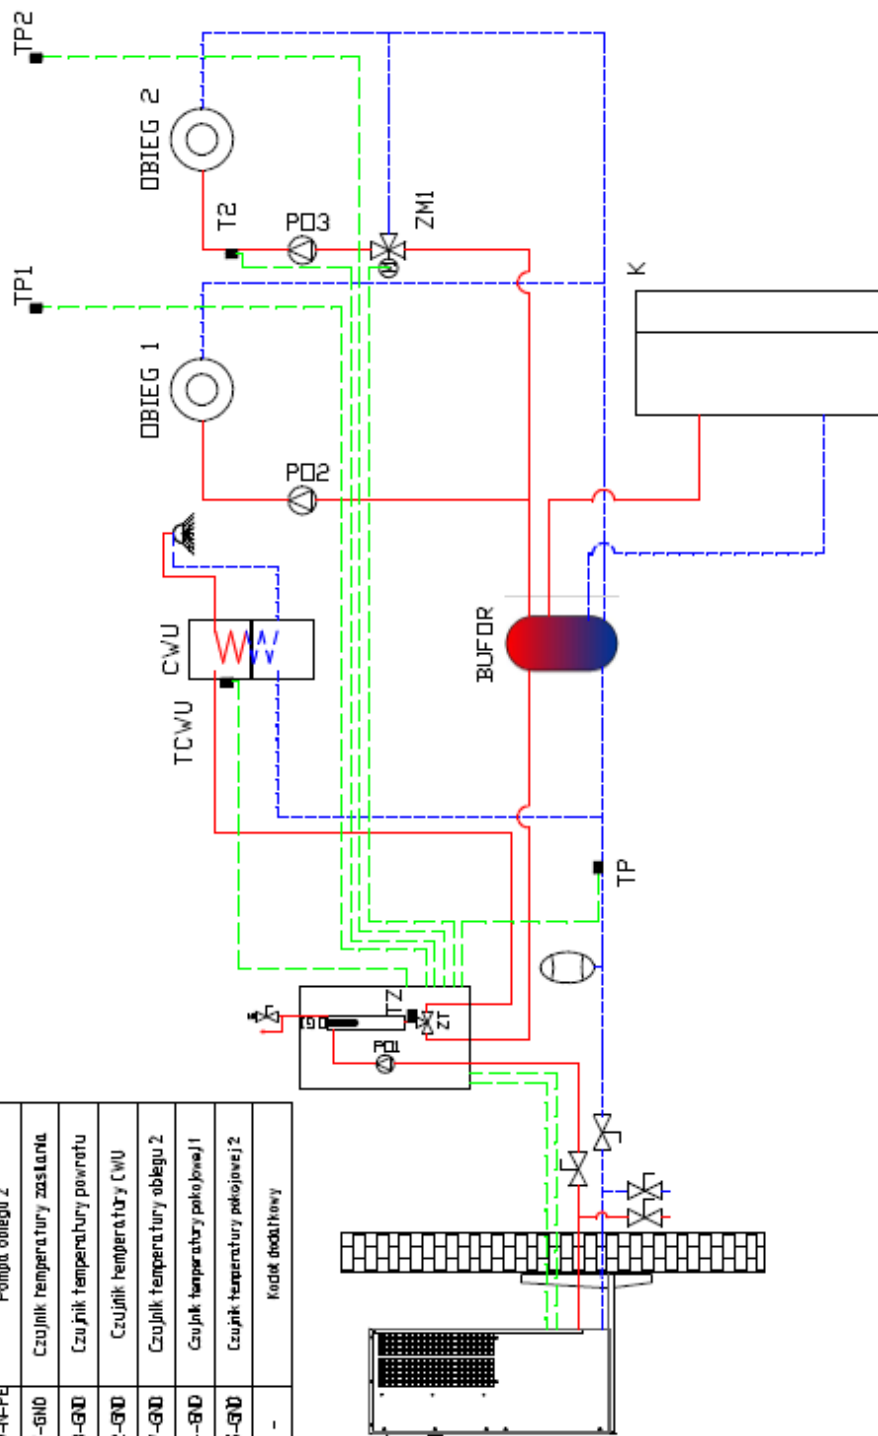 TP2
OBIEG 2
T2
PO3
ZM1
TP1
OBIEG 1
PO2
K
CWU
TCWU
BUFOR
TP
TZ
ZT
PO1
Pompa obiegu 2
Czujnik temperatury zasilania
Czujnik temperatury powrotu
Czujnik temperatury CWU
Czujnik temperatury obiegu 2
Czujnik temperatury pokojowej 1
Czujnik temperatury pokojowej 2
Kocioł dodatkowy
-N-PE
-GND
-GND
-GND
-GND
-GND
-GND
-